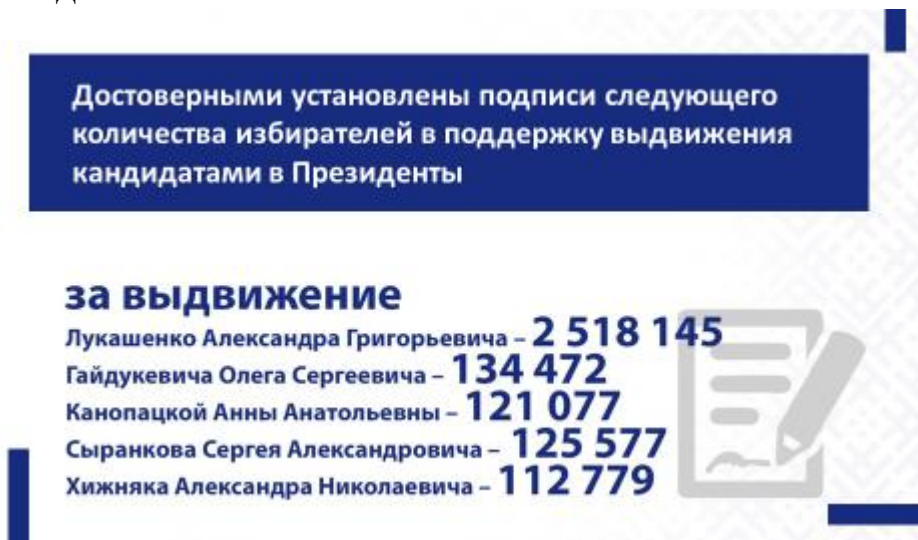 Достоверными установлены подписи следующего
количества избирателей в поддержку выдвижения
кандидатами в Президенты
за выдвижение
Лукашенко Александра Григорьевича – 2 518 145
Гайдукевича Олега Сергеевича – 134 472
Канопацкой Анны Анатольевны – 121 077
Сыранкова Сергея Александровича – 125 577
Хижняка Александра Николаевича – 112 779